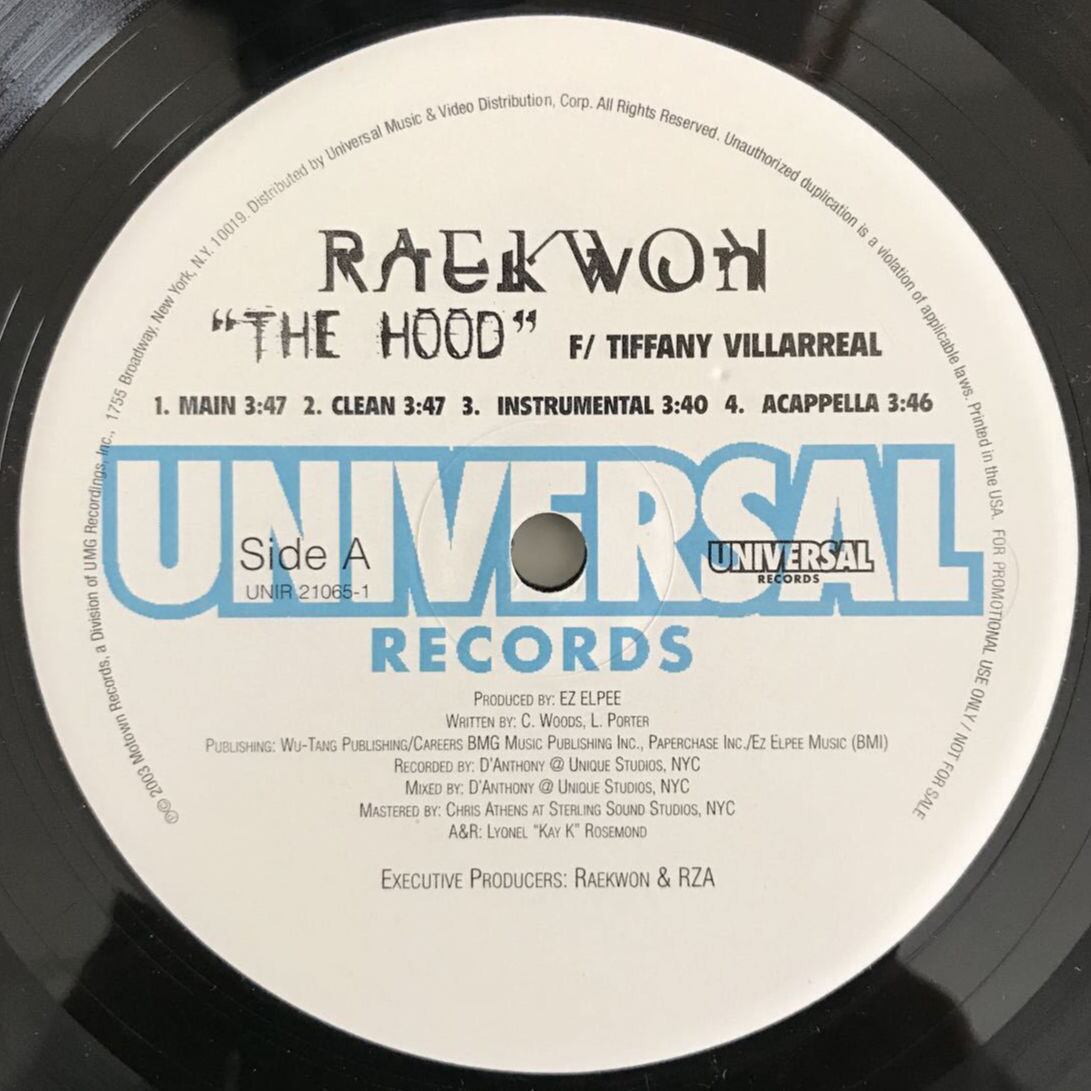 RAEKWON
"THE HOOD" F/ TIFFANY VILLARREAL
1. MAIN 3:47 2. CLEAN 3:47 3. INSTRUMENTAL 3:40 4. ACAPPELLA 3:46
UNIVERSAL
RECORDS
Side A
UNIR 21065-1
UNIVERSAL
RECORDS
PRODUCED BY: EZ ELPEE
WRITTEN BY: C. WOODS, L. PORTER
PUBLISHING: WU-TANG PUBLISHING/CAREERS BMG MUSIC PUBLISHING INC., PAPERCHASE INC./EZ ELPEE MUSIC (BMI)
RECORDED BY: D'ANTHONY @ UNIQUE STUDIOS, NYC
MIXED BY: D'ANTHONY @ UNIQUE STUDIOS, NYC
MASTERED BY: CHRIS ATHENS AT STERLING SOUND STUDIOS, NYC
A&R: LYONEL "KAY K" ROSEMOND
EXECUTIVE PRODUCERS: RAEKWON & RZA
℗© 2003 Motown Records, a Division of UMG Recordings, Inc., 1755 Broadway, New York, N.Y. 10019. Distributed by Universal Music & Video Distribution, Corp. All Rights Reserved. Unauthorized duplication is a violation of applicable laws. Printed in the USA. FOR PROMOTIONAL USE ONLY / NOT FOR SALE